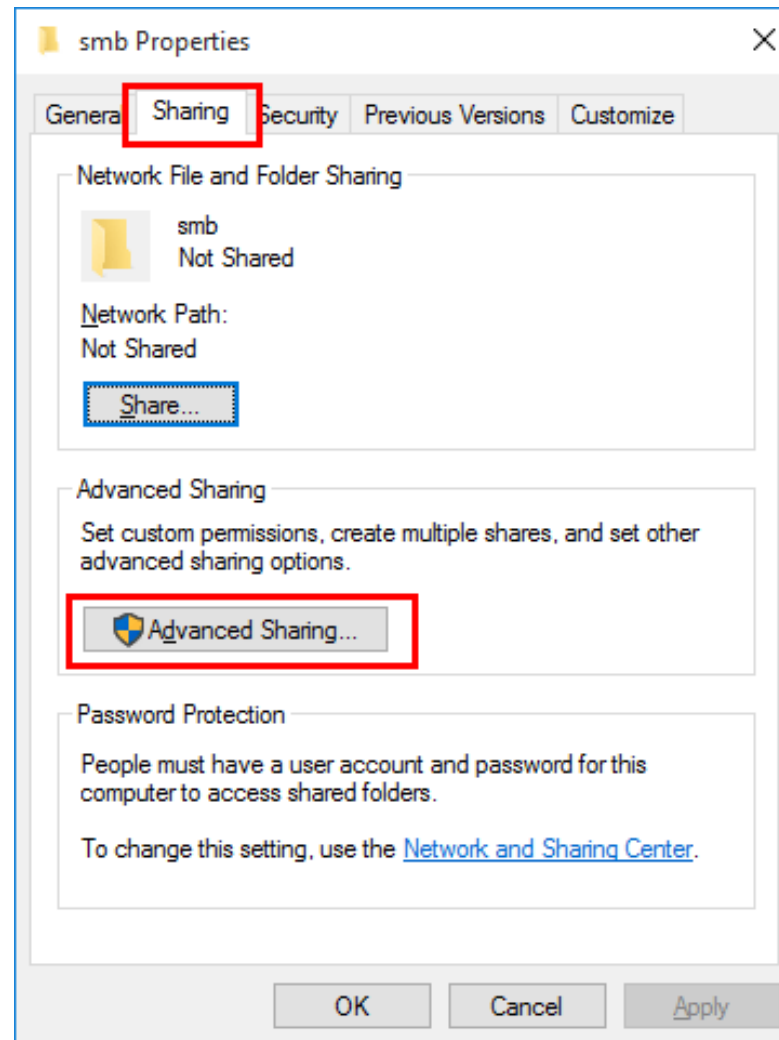 smb Properties
General Sharing Security Previous Versions Customize
Network File and Folder Sharing
smb
Not Shared
Network Path:
Not Shared
Share...
Advanced Sharing
Set custom permissions, create multiple shares, and set other
advanced sharing options.
Advanced Sharing...
Password Protection
People must have a user account and password for this
computer to access shared folders.
To change this setting, use the Network and Sharing Center.
OK Cancel Apply